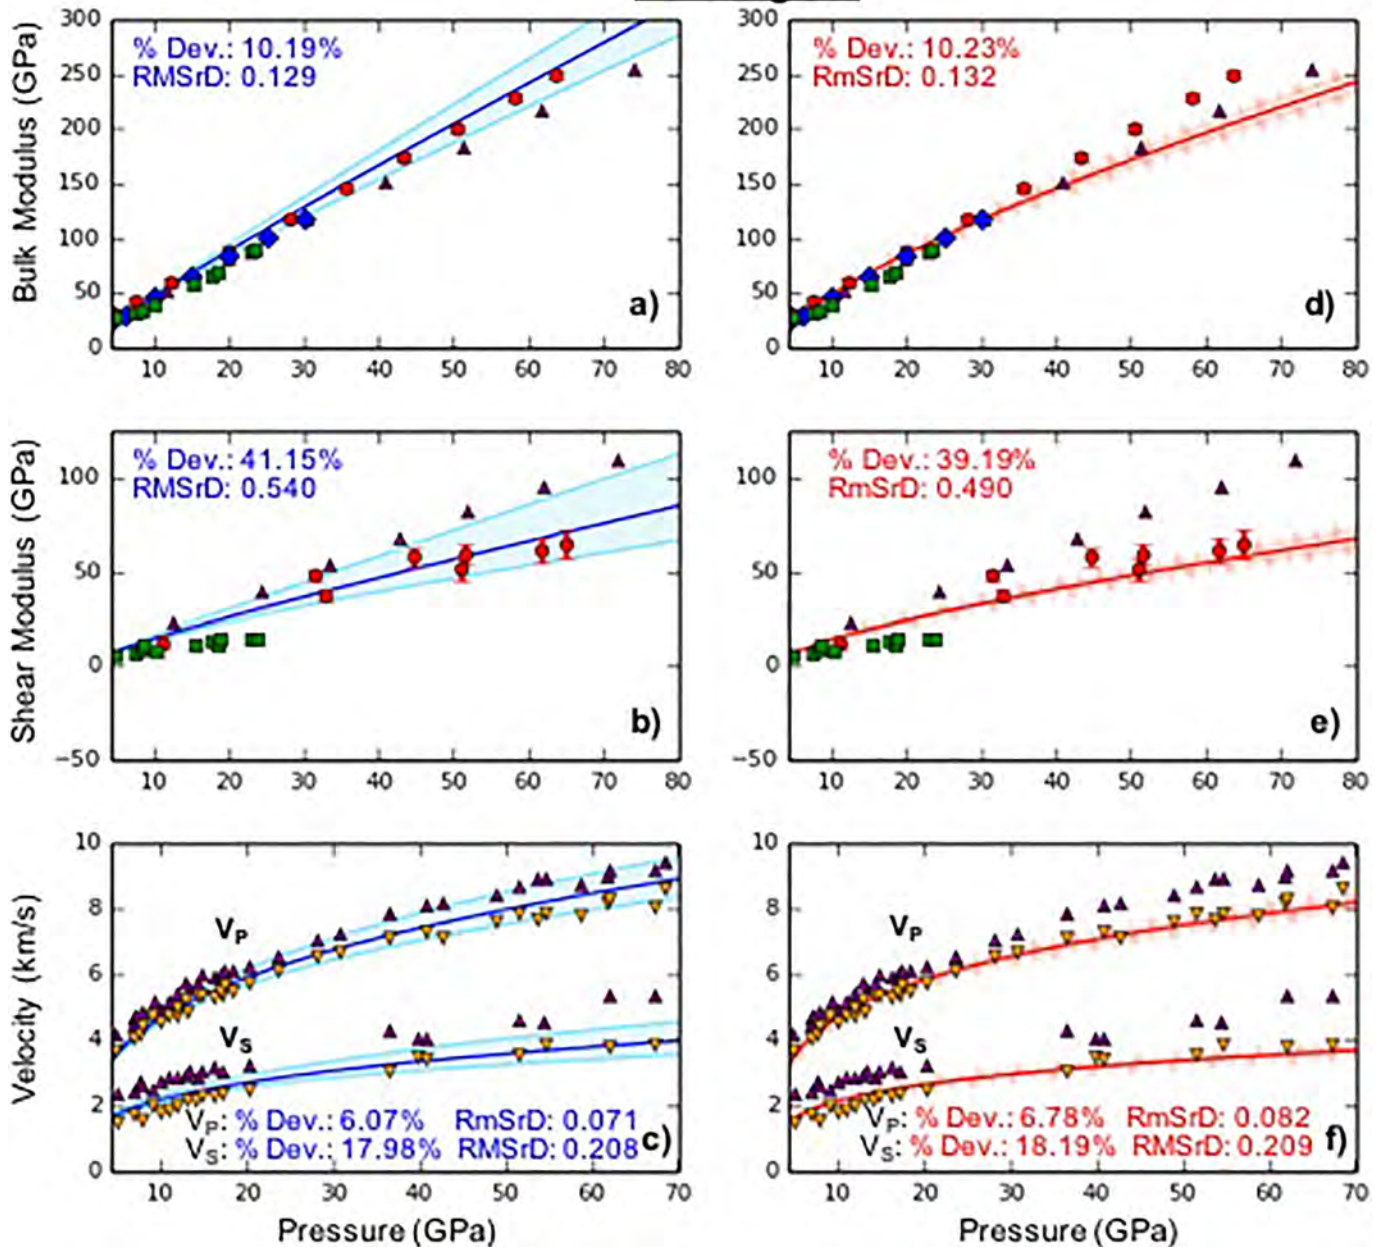 Bulk Modulus (GPa)
300
250
200
150
100
50
0
% Dev.: 10.19%
RMSrD: 0.129
a)
10 20 30 40 50 60 70 80
300
250
200
150
100
50
0
% Dev.: 10.23%
RmSrD: 0.132
d)
10 20 30 40 50 60 70 80
Shear Modulus (GPa)
100
50
0
−50
% Dev.: 41.15%
RMSrD: 0.540
b)
10 20 30 40 50 60 70 80
100
50
0
−50
% Dev.: 39.19%
RmSrD: 0.490
e)
10 20 30 40 50 60 70 80
Velocity (km/s)
10
8
6
4
2
0
VP
VS
VP: % Dev.: 6.07% RmSrD: 0.071
VS: % Dev.: 17.98% RMSrD: 0.208
c)
10 20 30 40 50 60 70
Pressure (GPa)
10
8
6
4
2
0
VP
VS
VP: % Dev.: 6.78% RmSrD: 0.082
VS: % Dev.: 18.19% RMSrD: 0.209
f)
10 20 30 40 50 60 70
Pressure (GPa)